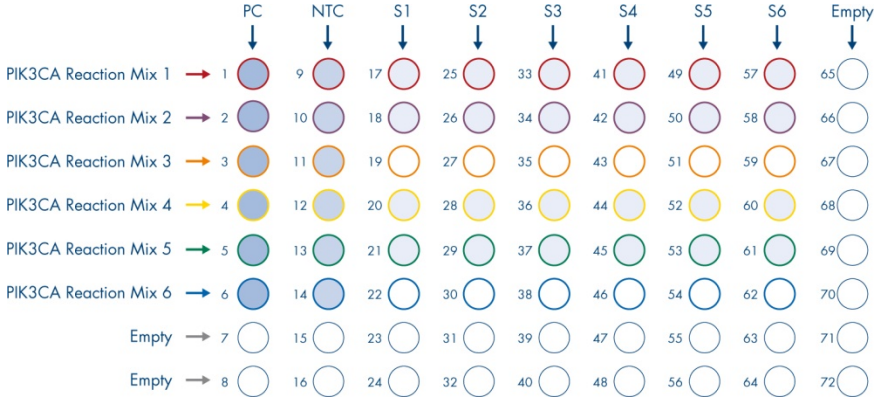 PC NTC S1 S2 S3 S4 S5 S6 Empty
PIK3CA Reaction Mix 1 1 9 17 25 33 41 49 57 65
PIK3CA Reaction Mix 2 2 10 18 26 34 42 50 58 66
PIK3CA Reaction Mix 3 3 11 19 27 35 43 51 59 67
PIK3CA Reaction Mix 4 4 12 20 28 36 44 52 60 68
PIK3CA Reaction Mix 5 5 13 21 29 37 45 53 61 69
PIK3CA Reaction Mix 6 6 14 22 30 38 46 54 62 70
Empty 7 15 23 31 39 47 55 63 71
Empty 8 16 24 32 40 48 56 64 72